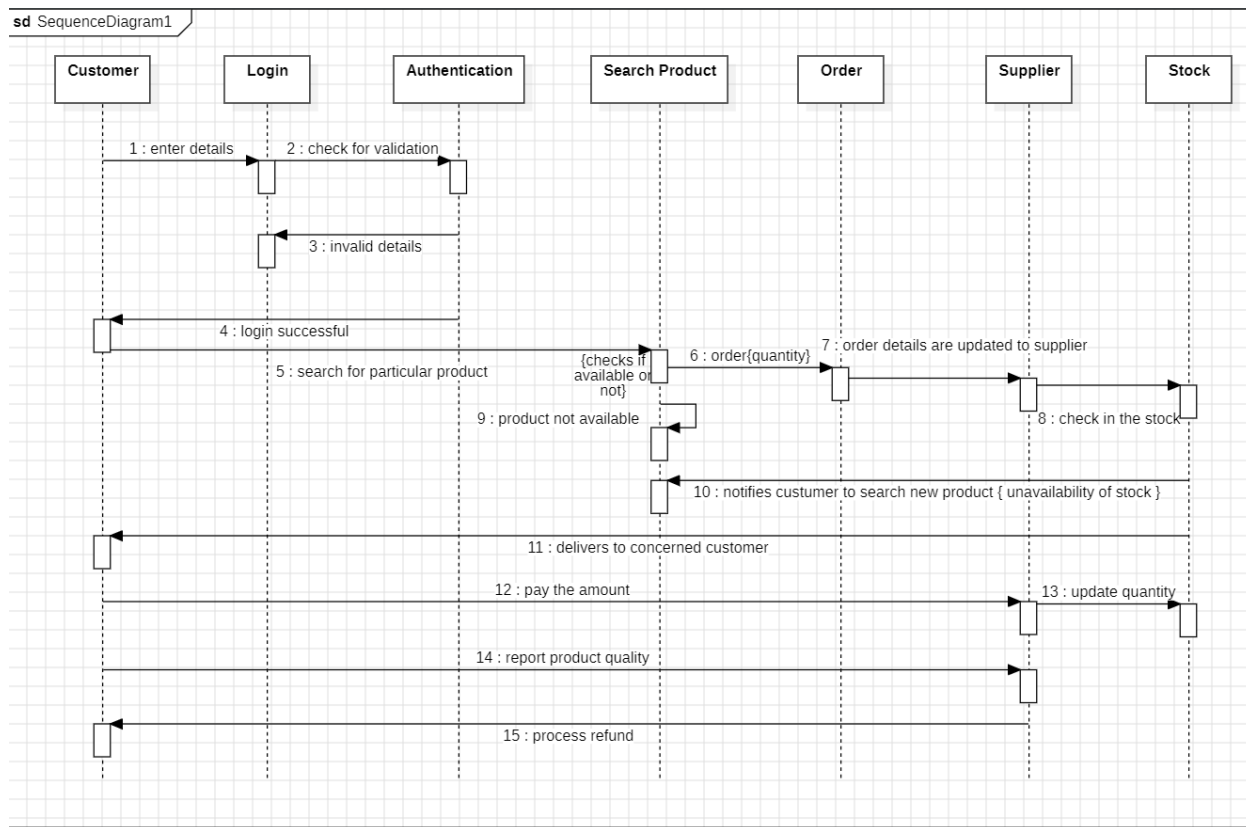 sd SequenceDiagram1
Customer
Login
Authentication
Search Product
Order
Supplier
Stock
1 : enter details
2 : check for validation
3 : invalid details
4 : login successful
5 : search for particular product
{checks if
available or
not}
6 : order{quantity}
7 : order details are updated to supplier
8 : check in the stock
9 : product not available
10 : notifies custumer to search new product { unavailability of stock }
11 : delivers to concerned customer
12 : pay the amount
13 : update quantity
14 : report product quality
15 : process refund